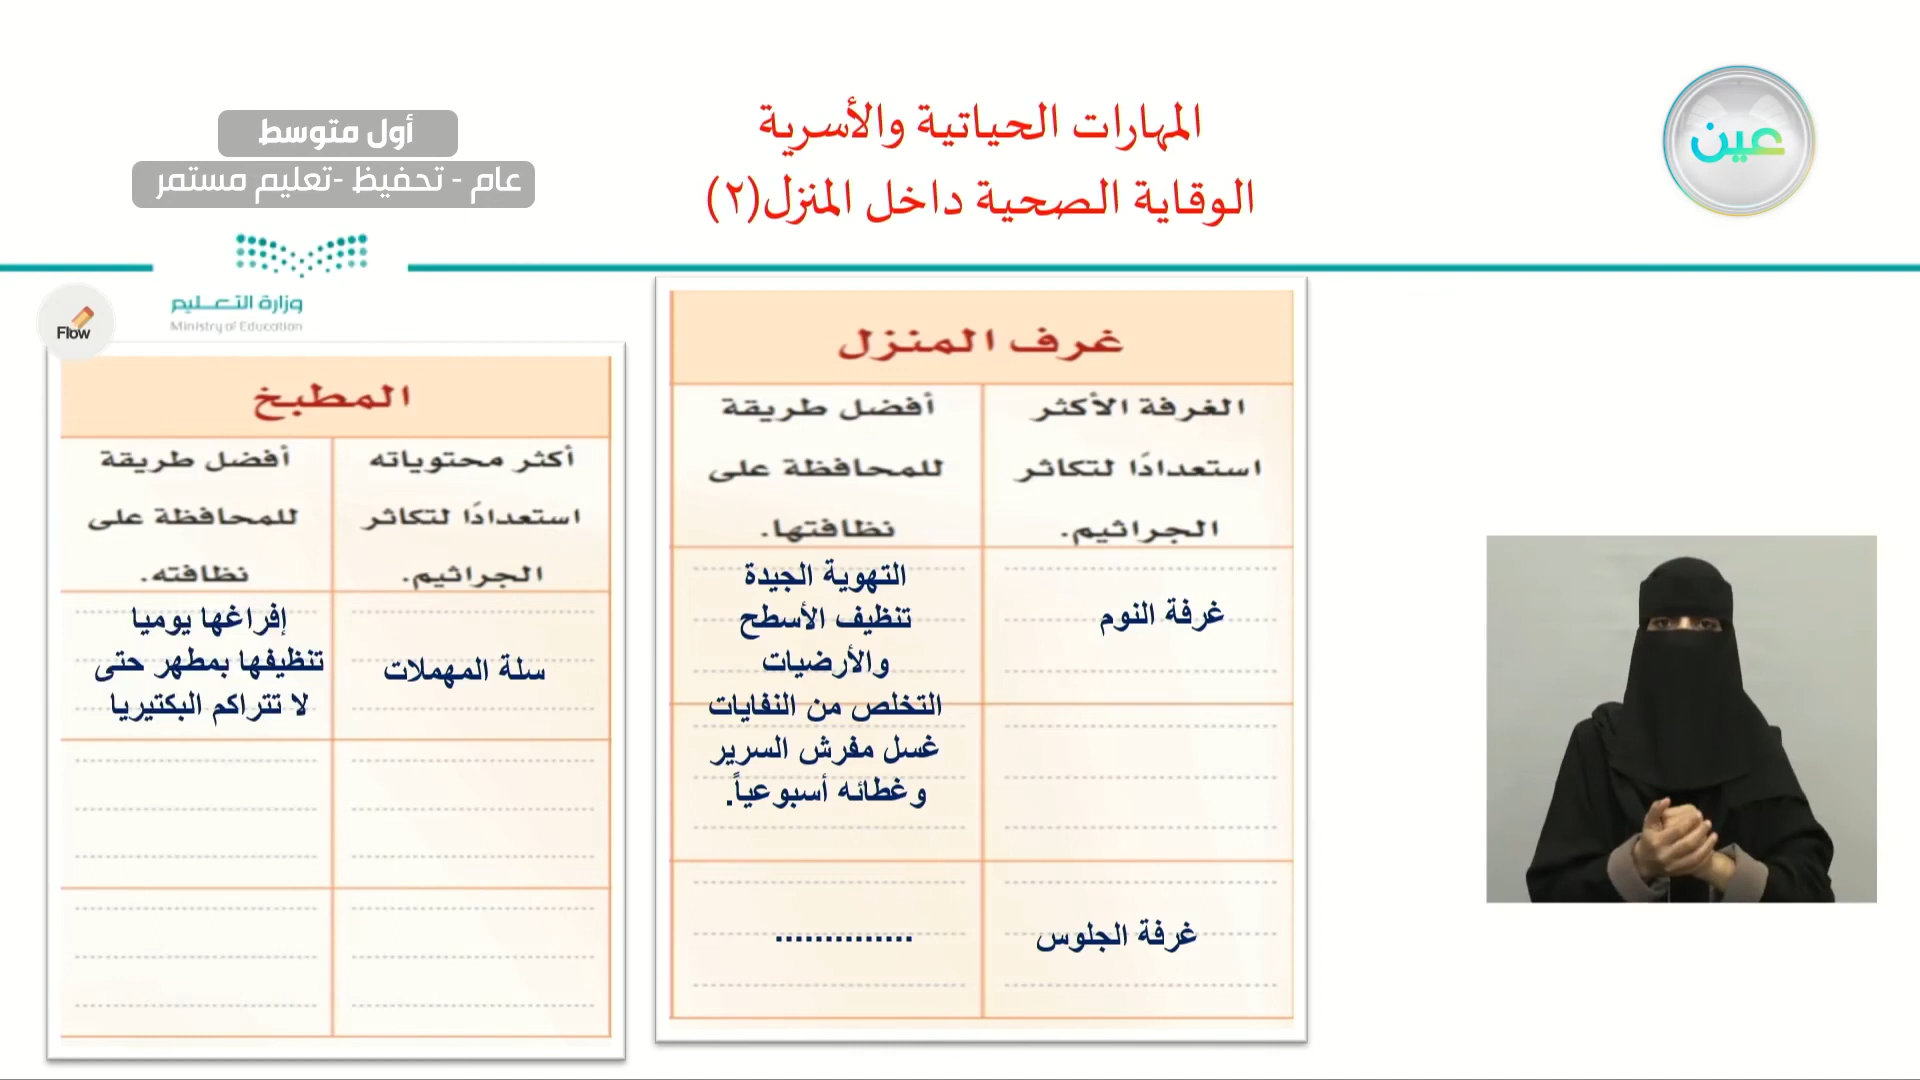 عين
المهارات الحياتية والأسرية
الوقاية الصحية داخل المنزل(٢)
أول متوسط
عام - تحفيظ -تعليم مستمر
وزارة التعليم
Ministry of Education
Flow
غرف المنزل
الغرفة الأكثر
استعدادًا لتكاثر
الجراثيم.
أفضل طريقة
للمحافظة على
نظافتها.
غرفة النوم
التهوية الجيدة
تنظيف الأسطح
والأرضيات
التخلص من النفايات
غسل مفرش السرير
وغطائه أسبوعياً.
غرفة الجلوس
..............
المطبخ
أكثر محتوياته
استعدادًا لتكاثر
الجراثيم.
أفضل طريقة
للمحافظة على
نظافته.
سلة المهملات
إفراغها يوميا
تنظيفها بمطهر حتى
لا تتراكم البكتيريا